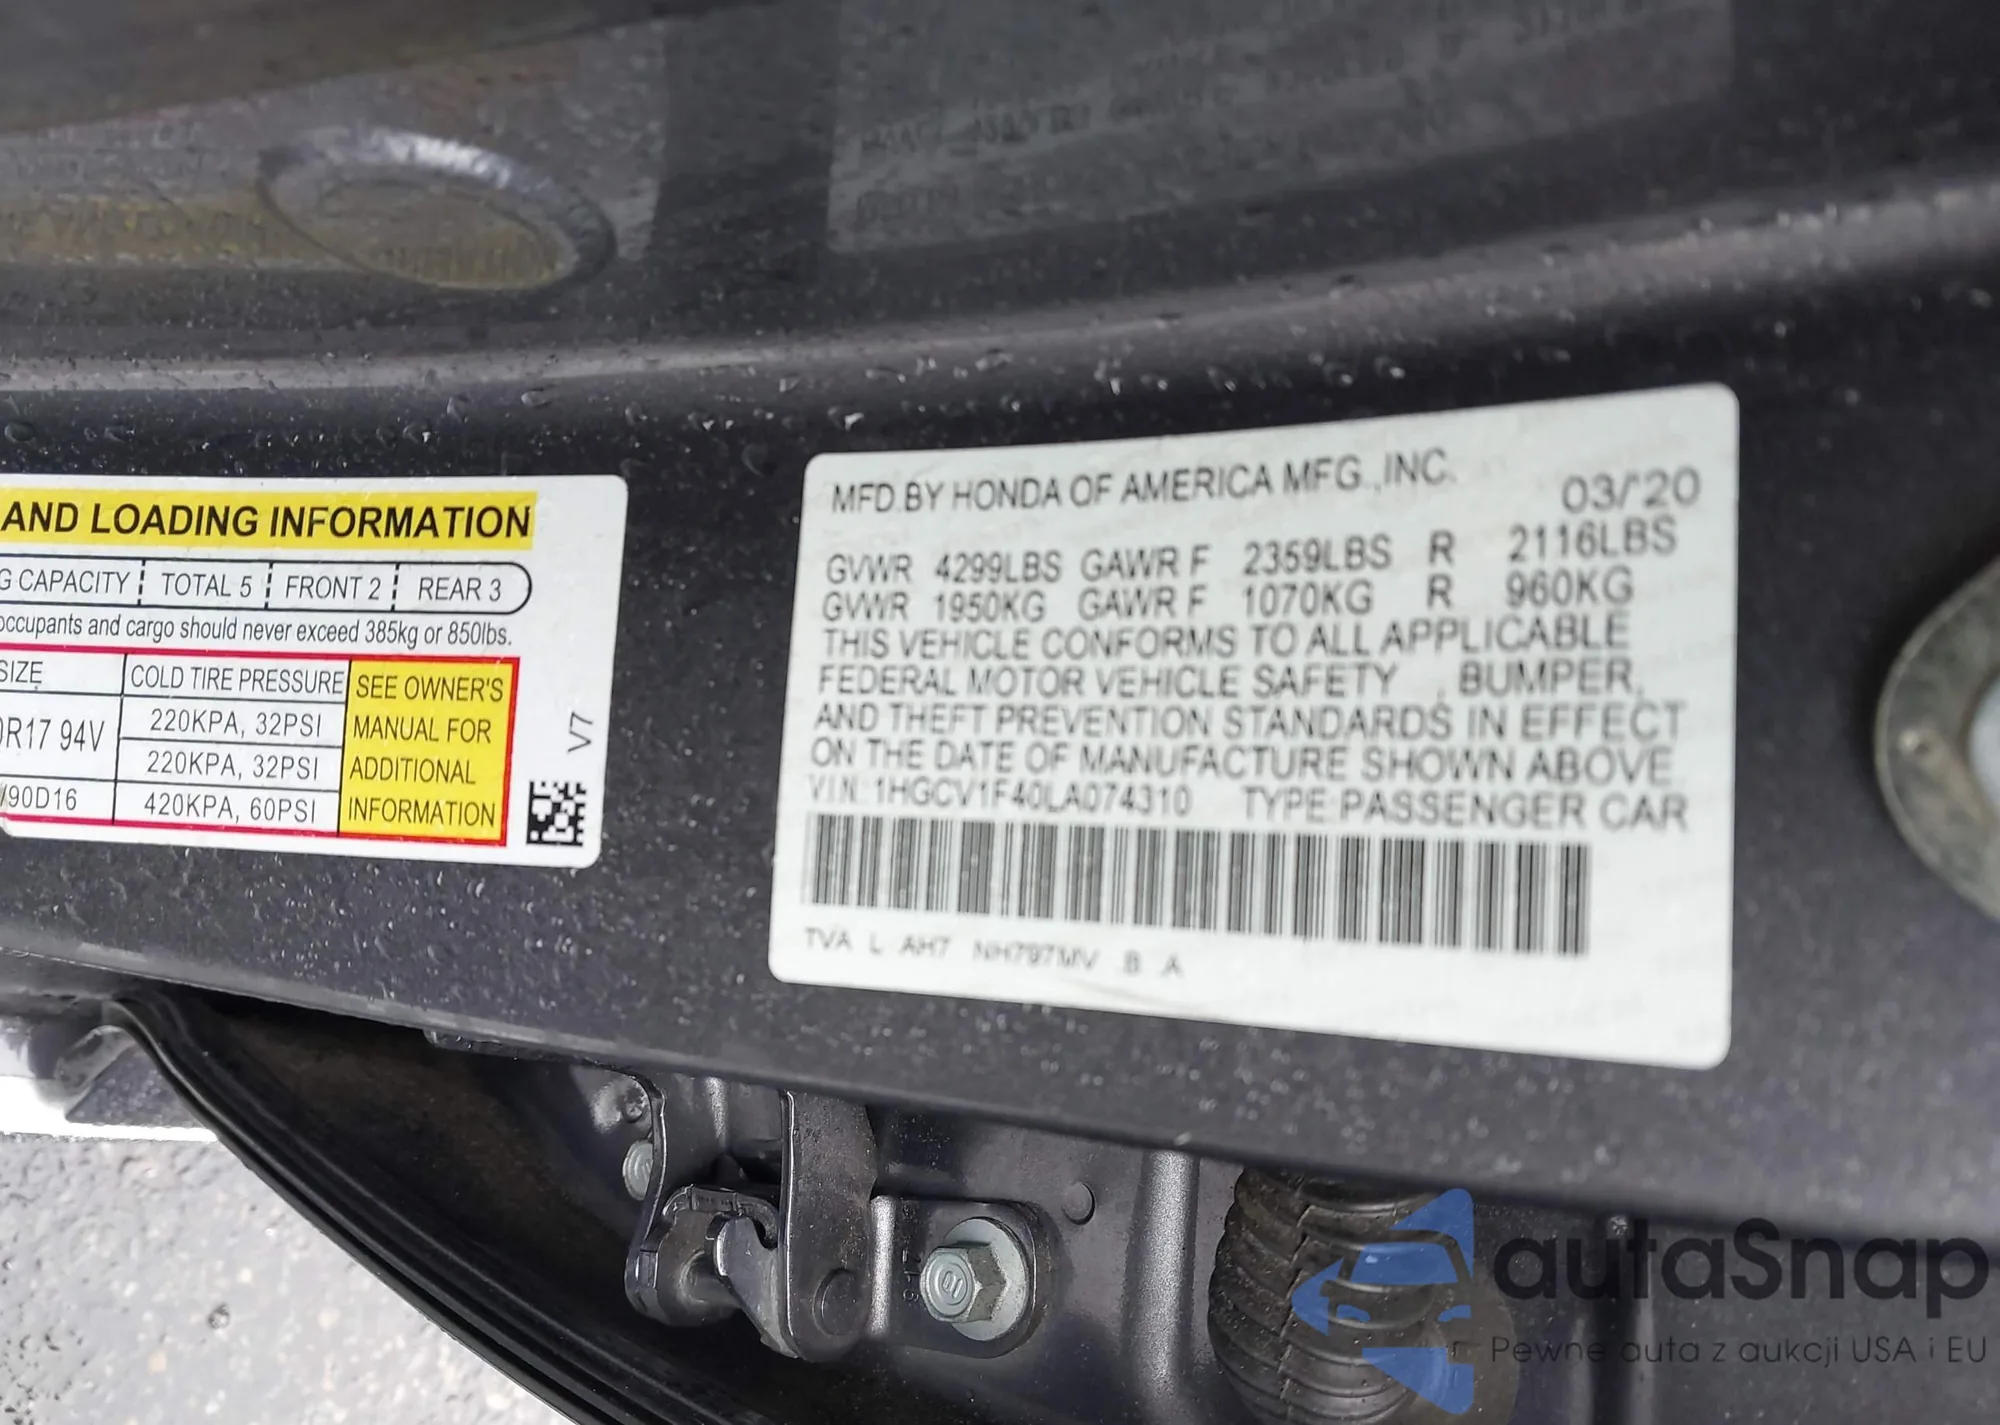 AND LOADING INFORMATION
G CAPACITY TOTAL 5 FRONT 2 REAR 3
occupants and cargo should never exceed 385kg or 850lbs.
SIZE COLD TIRE PRESSURE SEE OWNER'S MANUAL FOR ADDITIONAL INFORMATION
0R17 94V 220KPA, 32PSI
220KPA, 32PSI
/90D16 420KPA, 60PSI
V7
MFD.BY HONDA OF AMERICA MFG.,INC. 03/'20
GVWR 4299LBS GAWR F 2359LBS R 2116LBS
GVWR 1950KG GAWR F 1070KG R 960KG
THIS VEHICLE CONFORMS TO ALL APPLICABLE
FEDERAL MOTOR VEHICLE SAFETY , BUMPER,
AND THEFT PREVENTION STANDARDS IN EFFECT
ON THE DATE OF MANUFACTURE SHOWN ABOVE.
VIN: 1HGCV1F40LA074310 TYPE:PASSENGER CAR
TVA L AH7 NH797MV B A
autaSnap
Pewne auta z aukcji USA i EU